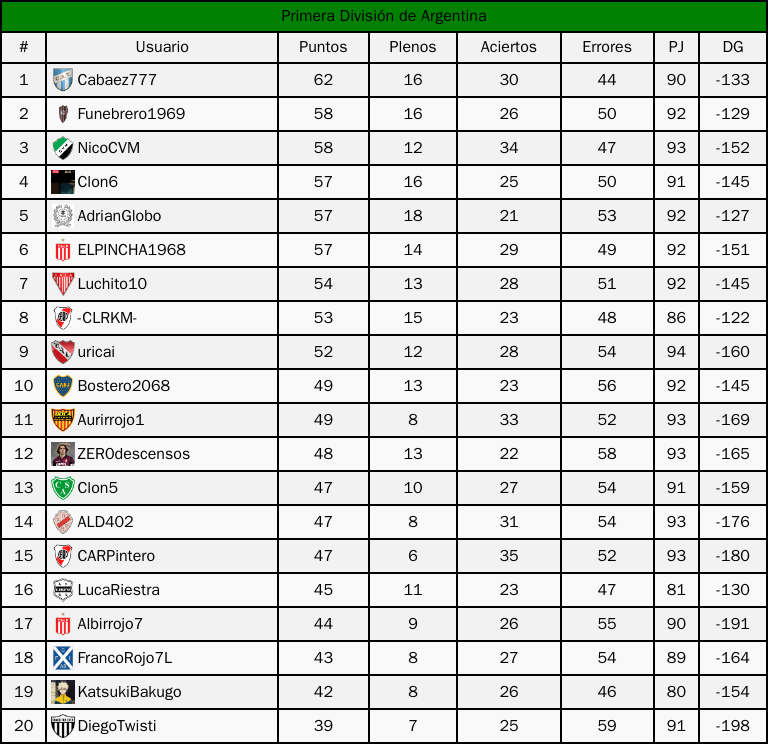 Primera División de Argentina
# Usuario Puntos Plenos Aciertos Errores PJ DG
1 Cabaez777 62 16 30 44 90 -133
2 Funebrero1969 58 16 26 50 92 -129
3 NicoCVM 58 12 34 47 93 -152
4 Clon6 57 16 25 50 91 -145
5 AdrianGlobo 57 18 21 53 92 -127
6 ELPINCHA1968 57 14 29 49 92 -151
7 Luchito10 54 13 28 51 92 -145
8 -CLRKM- 53 15 23 48 86 -122
9 uricai 52 12 28 54 94 -160
10 Bostero2068 49 13 23 56 92 -145
11 Aurirrojo1 49 8 33 52 93 -169
12 ZEROdescensos 48 13 22 58 93 -165
13 Clon5 47 10 27 54 91 -159
14 ALD402 47 8 31 54 93 -176
15 CARPintero 47 6 35 52 93 -180
16 LucaRiestra 45 11 23 47 81 -130
17 Albirrojo7 44 9 26 55 90 -191
18 FrancoRojo7L 43 8 27 54 89 -164
19 KatsukiBakugo 42 8 26 46 80 -154
20 DiegoTwisti 39 7 25 59 91 -198